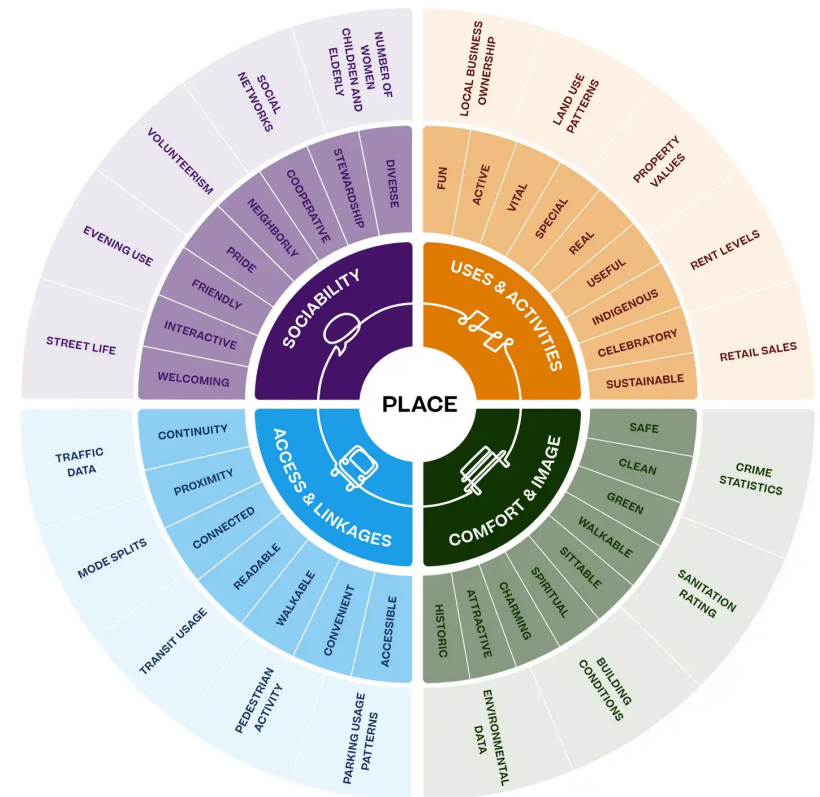 PLACE
SOCIABILITY
USES & ACTIVITIES
ACCESS & LINKAGES
COMFORT & IMAGE
WELCOMING
INTERACTIVE
FRIENDLY
PRIDE
NEIGHBORLY
COOPERATIVE
STEWARDSHIP
DIVERSE
STREET LIFE
EVENING USE
VOLUNTEERISM
SOCIAL
NETWORKS
NUMBER OF
WOMEN
CHILDREN AND
ELDERLY
FUN
ACTIVE
VITAL
SPECIAL
REAL
USEFUL
INDIGENOUS
CELEBRATORY
SUSTAINABLE
LOCAL BUSINESS
OWNERSHIP
LAND USE
PATTERNS
PROPERTY
VALUES
RENT LEVELS
RETAIL SALES
SAFE
CLEAN
GREEN
WALKABLE
SITTABLE
SPIRITUAL
CHARMING
ATTRACTIVE
HISTORIC
CRIME
STATISTICS
SANITATION
RATING
BUILDING
CONDITIONS
ENVIRONMENTAL
DATA
CONTINUITY
PROXIMITY
CONNECTED
READABLE
WALKABLE
CONVENIENT
ACCESSIBLE
TRAFFIC
DATA
MODE SPLITS
TRANSIT USAGE
PEDESTRIAN
ACTIVITY
PARKING USAGE
PATTERNS